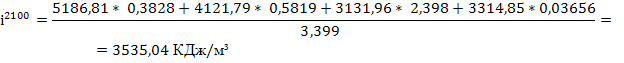 i²¹⁰⁰ = (5186,81 * 0,3828 + 4121,79 * 0,5819 + 3131,96 * 2,398 + 3314,85*0,03656) / 3,399 =
= 3535,04 КДж/м³